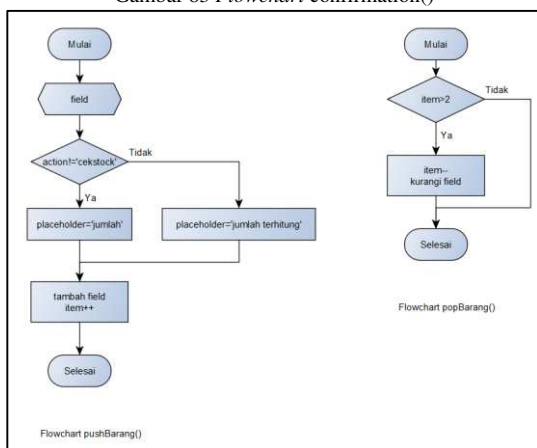 Gambar 83 Flowchart confirmation()
Mulai
field
action!='cekstock'
Tidak
Ya
placeholder='jumlah'
placeholder='jumlah terhitung'
tambah field
item++
Selesai
Flowchart pushBarang()
Mulai
item>2
Tidak
Ya
item--
kurangi field
Selesai
Flowchart popBarang()